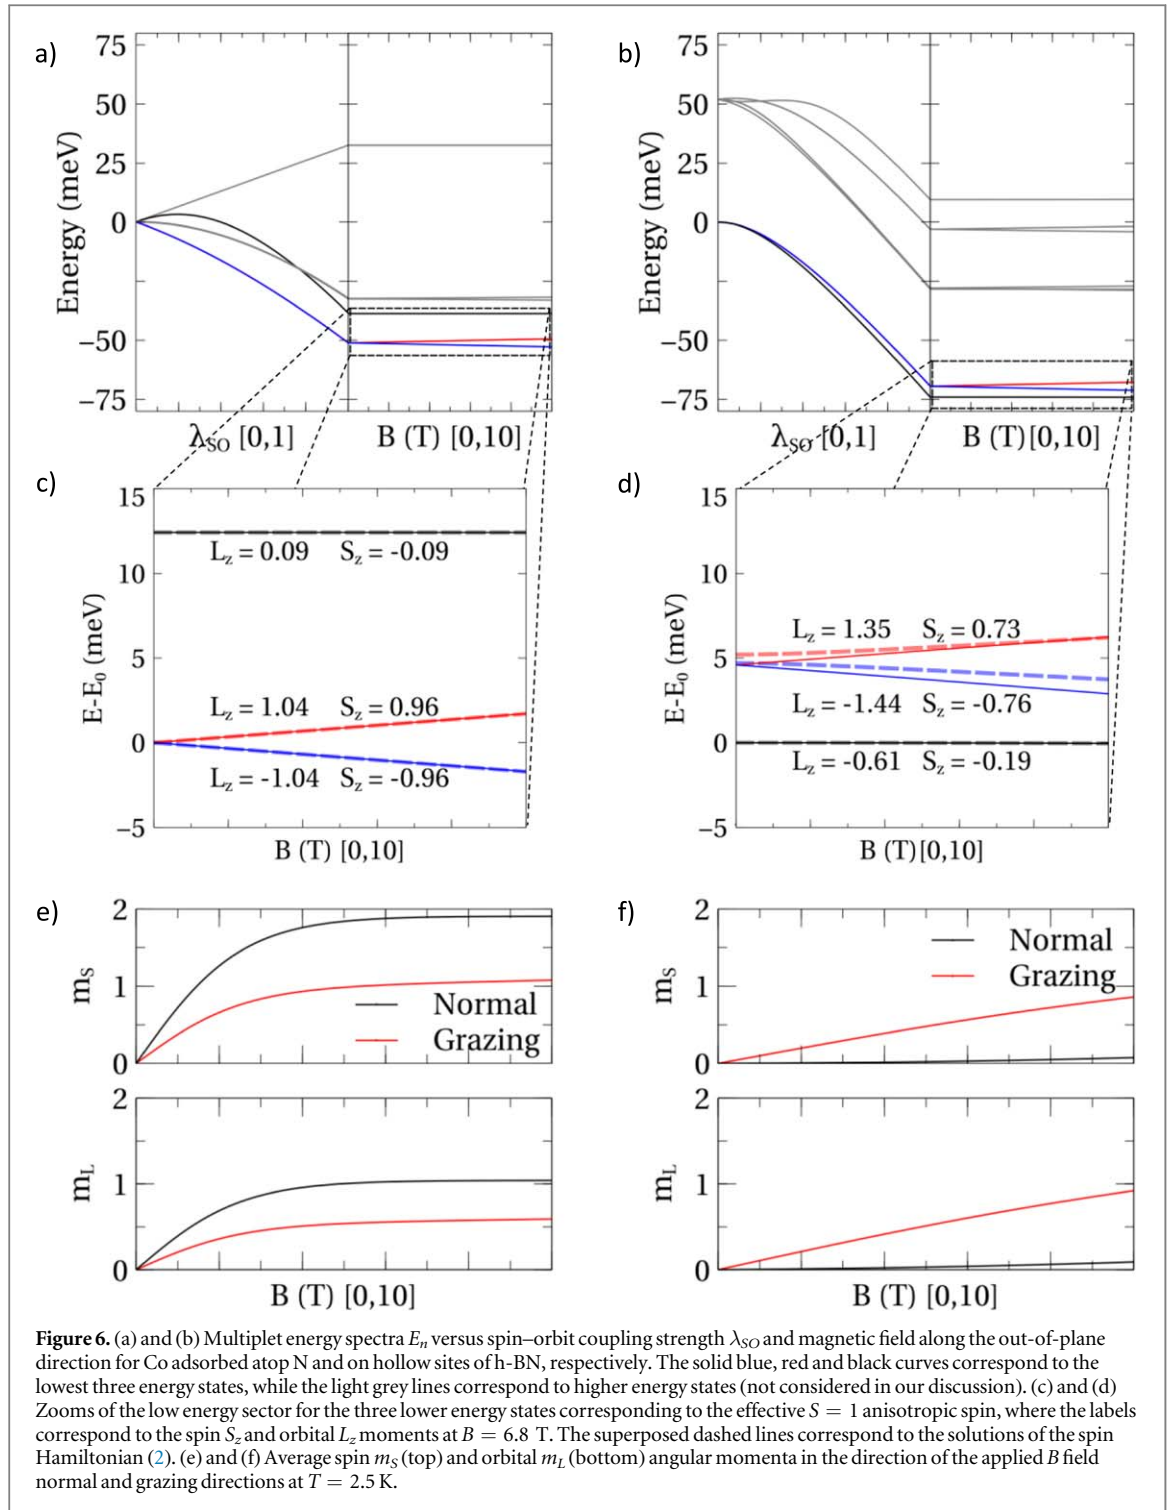 a)
b)
75
50
25
0
−50
−75
Energy (meV)
λSO [0,1]
B (T) [0,10]
75
50
25
0
−50
−75
Energy (meV)
λSO [0,1]
B (T) [0,10]
c)
15
10
5
0
−5
E-E0 (meV)
Lz = 0.09 Sz = -0.09
Lz = 1.04 Sz = 0.96
Lz = -1.04 Sz = -0.96
B (T) [0,10]
d)
15
10
5
0
−5
E-E0 (meV)
Lz = 1.35 Sz = 0.73
Lz = -1.44 Sz = -0.76
Lz = -0.61 Sz = -0.19
B (T)[0,10]
e)
2
1
0
mS
Normal
Grazing
2
1
0
mL
B (T) [0,10]
f)
2
1
0
mS
Normal
Grazing
2
1
0
mL
B (T) [0,10]
Figure 6. (a) and (b) Multiplet energy spectra En versus spin–orbit coupling strength λSO and magnetic field along the out-of-plane
direction for Co adsorbed atop N and on hollow sites of h-BN, respectively. The solid blue, red and black curves correspond to the
lowest three energy states, while the light grey lines correspond to higher energy states (not considered in our discussion). (c) and (d)
Zooms of the low energy sector for the three lower energy states corresponding to the effective S = 1 anisotropic spin, where the labels
correspond to the spin Sz and orbital Lz moments at B = 6.8 T. The superposed dashed lines correspond to the solutions of the spin
Hamiltonian (2). (e) and (f) Average spin mS (top) and orbital mL (bottom) angular momenta in the direction of the applied B field
normal and grazing directions at T = 2.5 K.